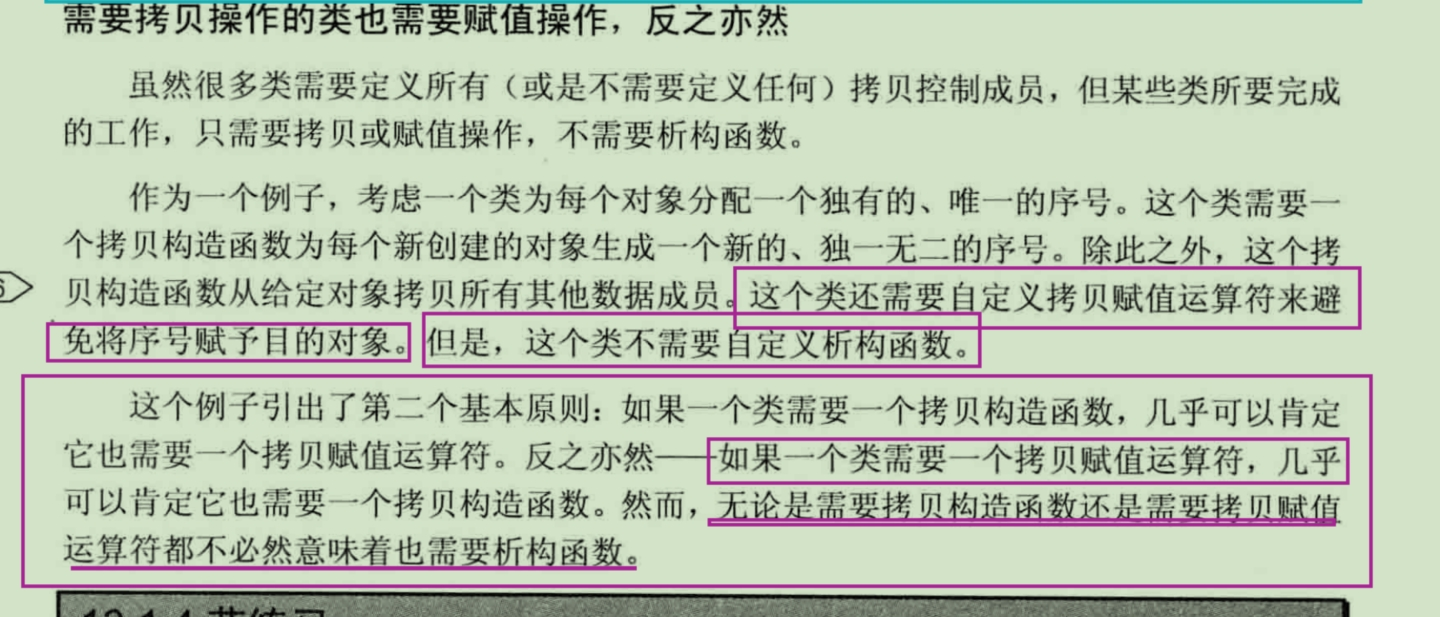 需要拷贝操作的类也需要赋值操作，反之亦然
虽然很多类需要定义所有（或是不需要定义任何）拷贝控制成员，但某些类所要完成
的工作，只需要拷贝或赋值操作，不需要析构函数。
作为一个例子，考虑一个类为每个对象分配一个独有的、唯一的序号。这个类需要一
个拷贝构造函数为每个新创建的对象生成一个新的、独一无二的序号。除此之外，这个拷
贝构造函数从给定对象拷贝所有其他数据成员。这个类还需要自定义拷贝赋值运算符来避
免将序号赋予目的对象。但是，这个类不需要自定义析构函数。
这个例子引出了第二个基本原则：如果一个类需要一个拷贝构造函数，几乎可以肯定
它也需要一个拷贝赋值运算符。反之亦然——如果一个类需要一个拷贝赋值运算符，几乎
可以肯定它也需要一个拷贝构造函数。然而，无论是需要拷贝构造函数还是需要拷贝赋值
运算符都不必然意味着也需要析构函数。